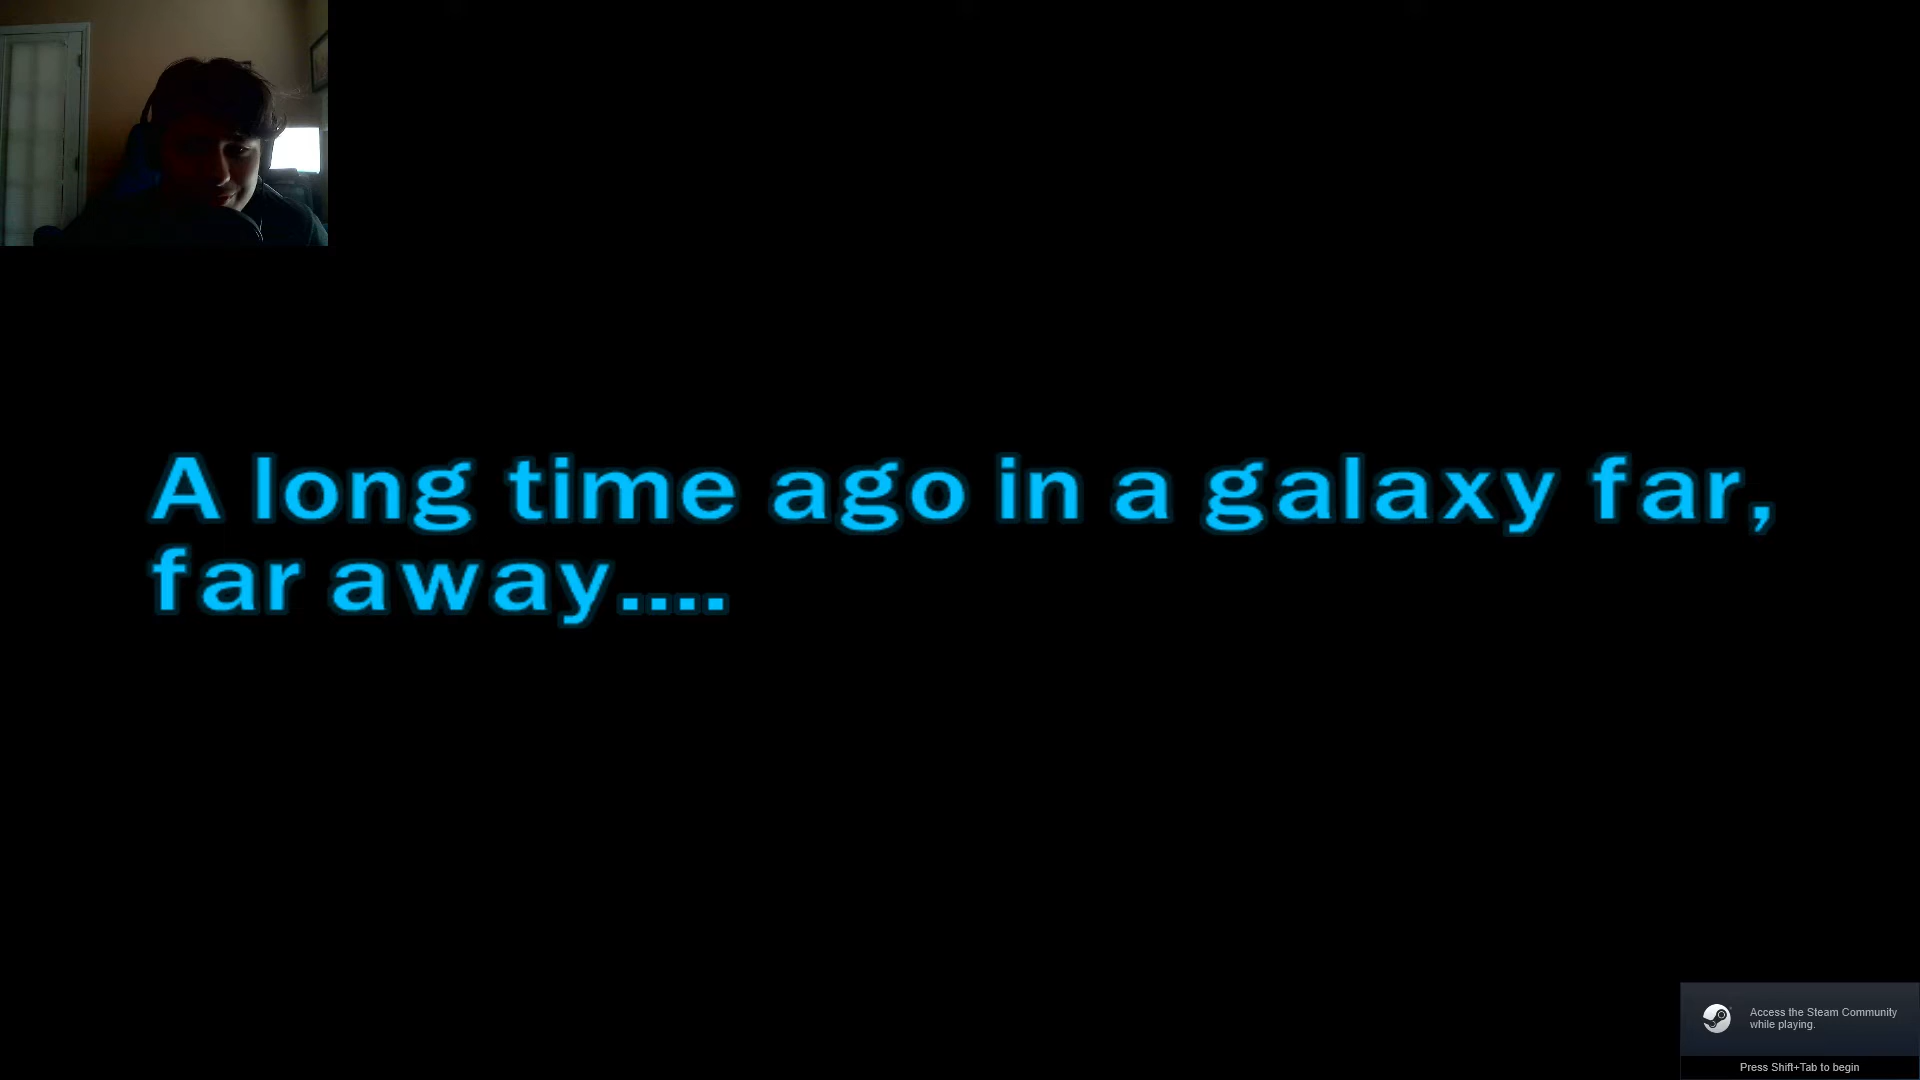 A long time ago in a galaxy far,
far away....
Access the Steam Community
while playing.
Press Shift+Tab to begin